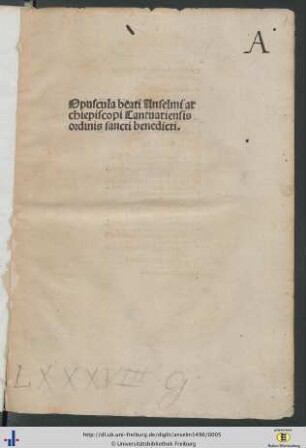 A
Opuscula beati Anselmi ar
chiepiscopi Cantuariensis
ordinis sancti benedicti.
LXXXVIII g
http://dl.ub.uni-freiburg.de/diglit/anselm1496/0005
© Universitätsbibliothek Freiburg